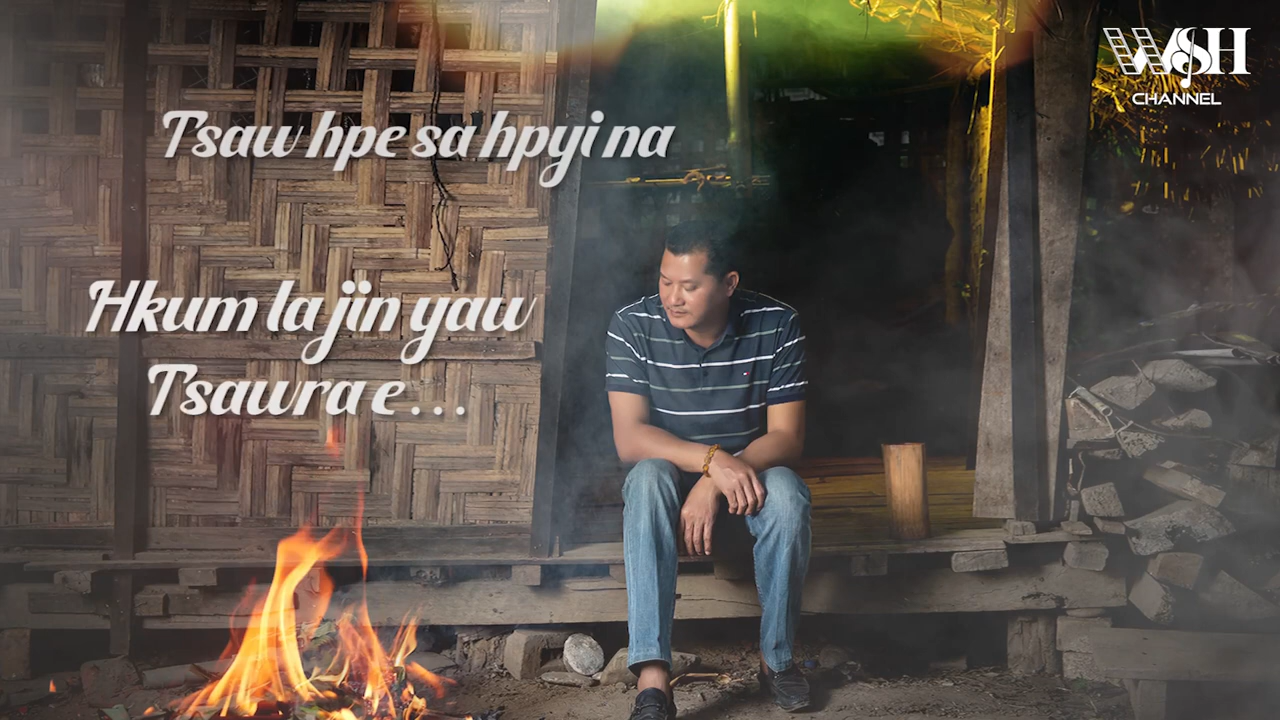 WSH
CHANNEL
Tsaw hpe sa hpyi na
Hkum la jin yaw
Tsawra e...